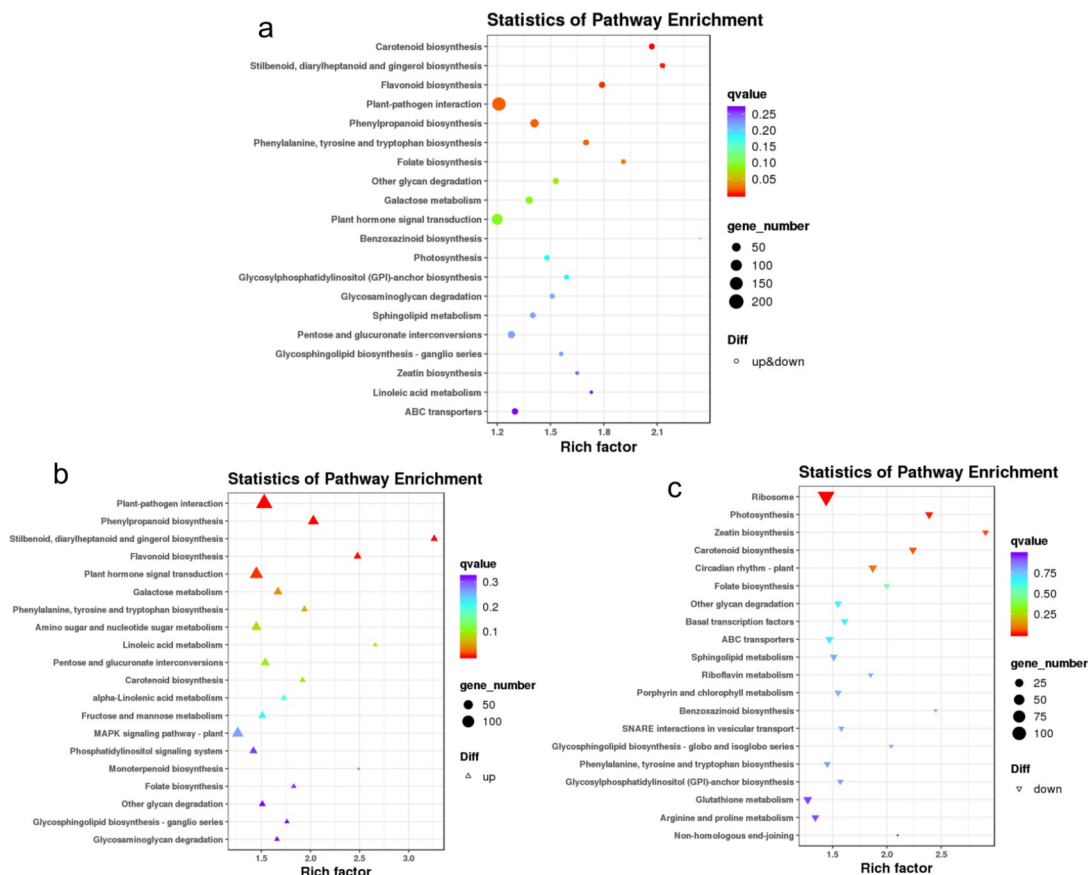 a
Statistics of Pathway Enrichment
Carotenoid biosynthesis
Stilbenoid, diarylheptanoid and gingerol biosynthesis
Flavonoid biosynthesis
Plant-pathogen interaction
Phenylpropanoid biosynthesis
Phenylalanine, tyrosine and tryptophan biosynthesis
Folate biosynthesis
Other glycan degradation
Galactose metabolism
Plant hormone signal transduction
Benzoxazinoid biosynthesis
Photosynthesis
Glycosylphosphatidylinositol (GPI)-anchor biosynthesis
Glycosaminoglycan degradation
Sphingolipid metabolism
Pentose and glucuronate interconversions
Glycosphingolipid biosynthesis - ganglio series
Zeatin biosynthesis
Linoleic acid metabolism
ABC transporters
1.2 1.5 1.8 2.1
Rich factor
qvalue
0.25
0.20
0.15
0.10
0.05
gene_number
50
100
150
200
Diff
up&down
b
Statistics of Pathway Enrichment
Plant-pathogen interaction
Phenylpropanoid biosynthesis
Stilbenoid, diarylheptanoid and gingerol biosynthesis
Flavonoid biosynthesis
Plant hormone signal transduction
Galactose metabolism
Phenylalanine, tyrosine and tryptophan biosynthesis
Amino sugar and nucleotide sugar metabolism
Linoleic acid metabolism
Pentose and glucuronate interconversions
Carotenoid biosynthesis
alpha-Linolenic acid metabolism
Fructose and mannose metabolism
MAPK signaling pathway - plant
Phosphatidylinositol signaling system
Monoterpenoid biosynthesis
Folate biosynthesis
Other glycan degradation
Glycosphingolipid biosynthesis - ganglio series
Glycosaminoglycan degradation
1.5 2.0 2.5 3.0
Rich factor
qvalue
0.3
0.2
0.1
gene_number
50
100
Diff
up
c
Statistics of Pathway Enrichment
Ribosome
Photosynthesis
Zeatin biosynthesis
Carotenoid biosynthesis
Circadian rhythm - plant
Folate biosynthesis
Other glycan degradation
Basal transcription factors
ABC transporters
Sphingolipid metabolism
Riboflavin metabolism
Porphyrin and chlorophyll metabolism
Benzoxazinoid biosynthesis
SNARE interactions in vesicular transport
Glycosphingolipid biosynthesis - globo and isoglobo series
Phenylalanine, tyrosine and tryptophan biosynthesis
Glycosylphosphatidylinositol (GPI)-anchor biosynthesis
Glutathione metabolism
Arginine and proline metabolism
Non-homologous end-joining
1.5 2.0 2.5
Rich factor
qvalue
0.75
0.50
0.25
gene_number
25
50
75
100
Diff
down